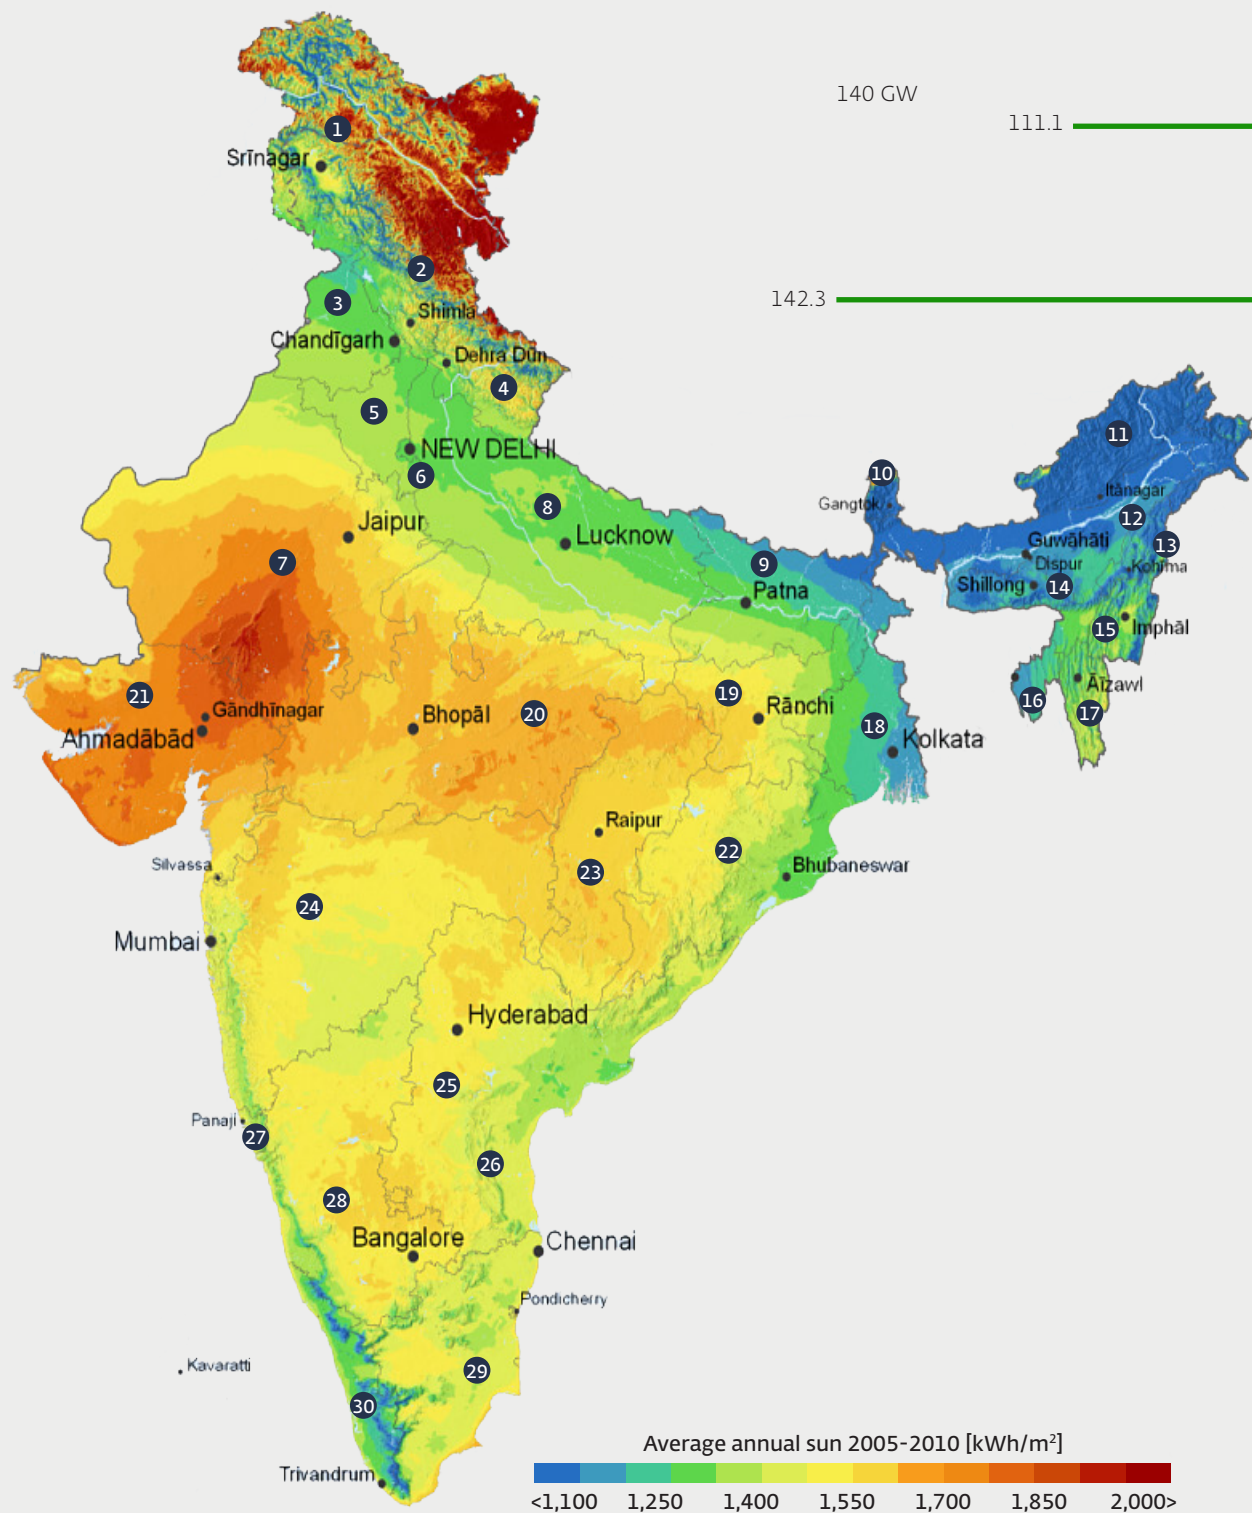 140 GW
111.1
1
Srīnagar
2
142.3
3
Shimla
Chandīgarh
Dehra Dūn
4
5
11
NEW DELHI
6
10
Itānagar
8
Gangtok
12
Jaipur
Lucknow
Guwāhāti
13
7
9
Dispur
Kohīma
Patna
Shillong
14
15
Imphāl
21
19
Āīzawl
Gāndhīnagar
Bhopāl
20
Rānchi
16
17
Ahmadābād
18
Kolkata
Raipur
22
Silvassa
23
Bhubaneswar
24
Mumbai
Hyderabad
25
Panaji
27
26
28
Bangalore
Chennai
Pondicherry
Kavaratti
29
30
Average annual sun 2005-2010 [kWh/m²]
Trivandrum
<1,100 1,250 1,400 1,550 1,700 1,850 2,000>